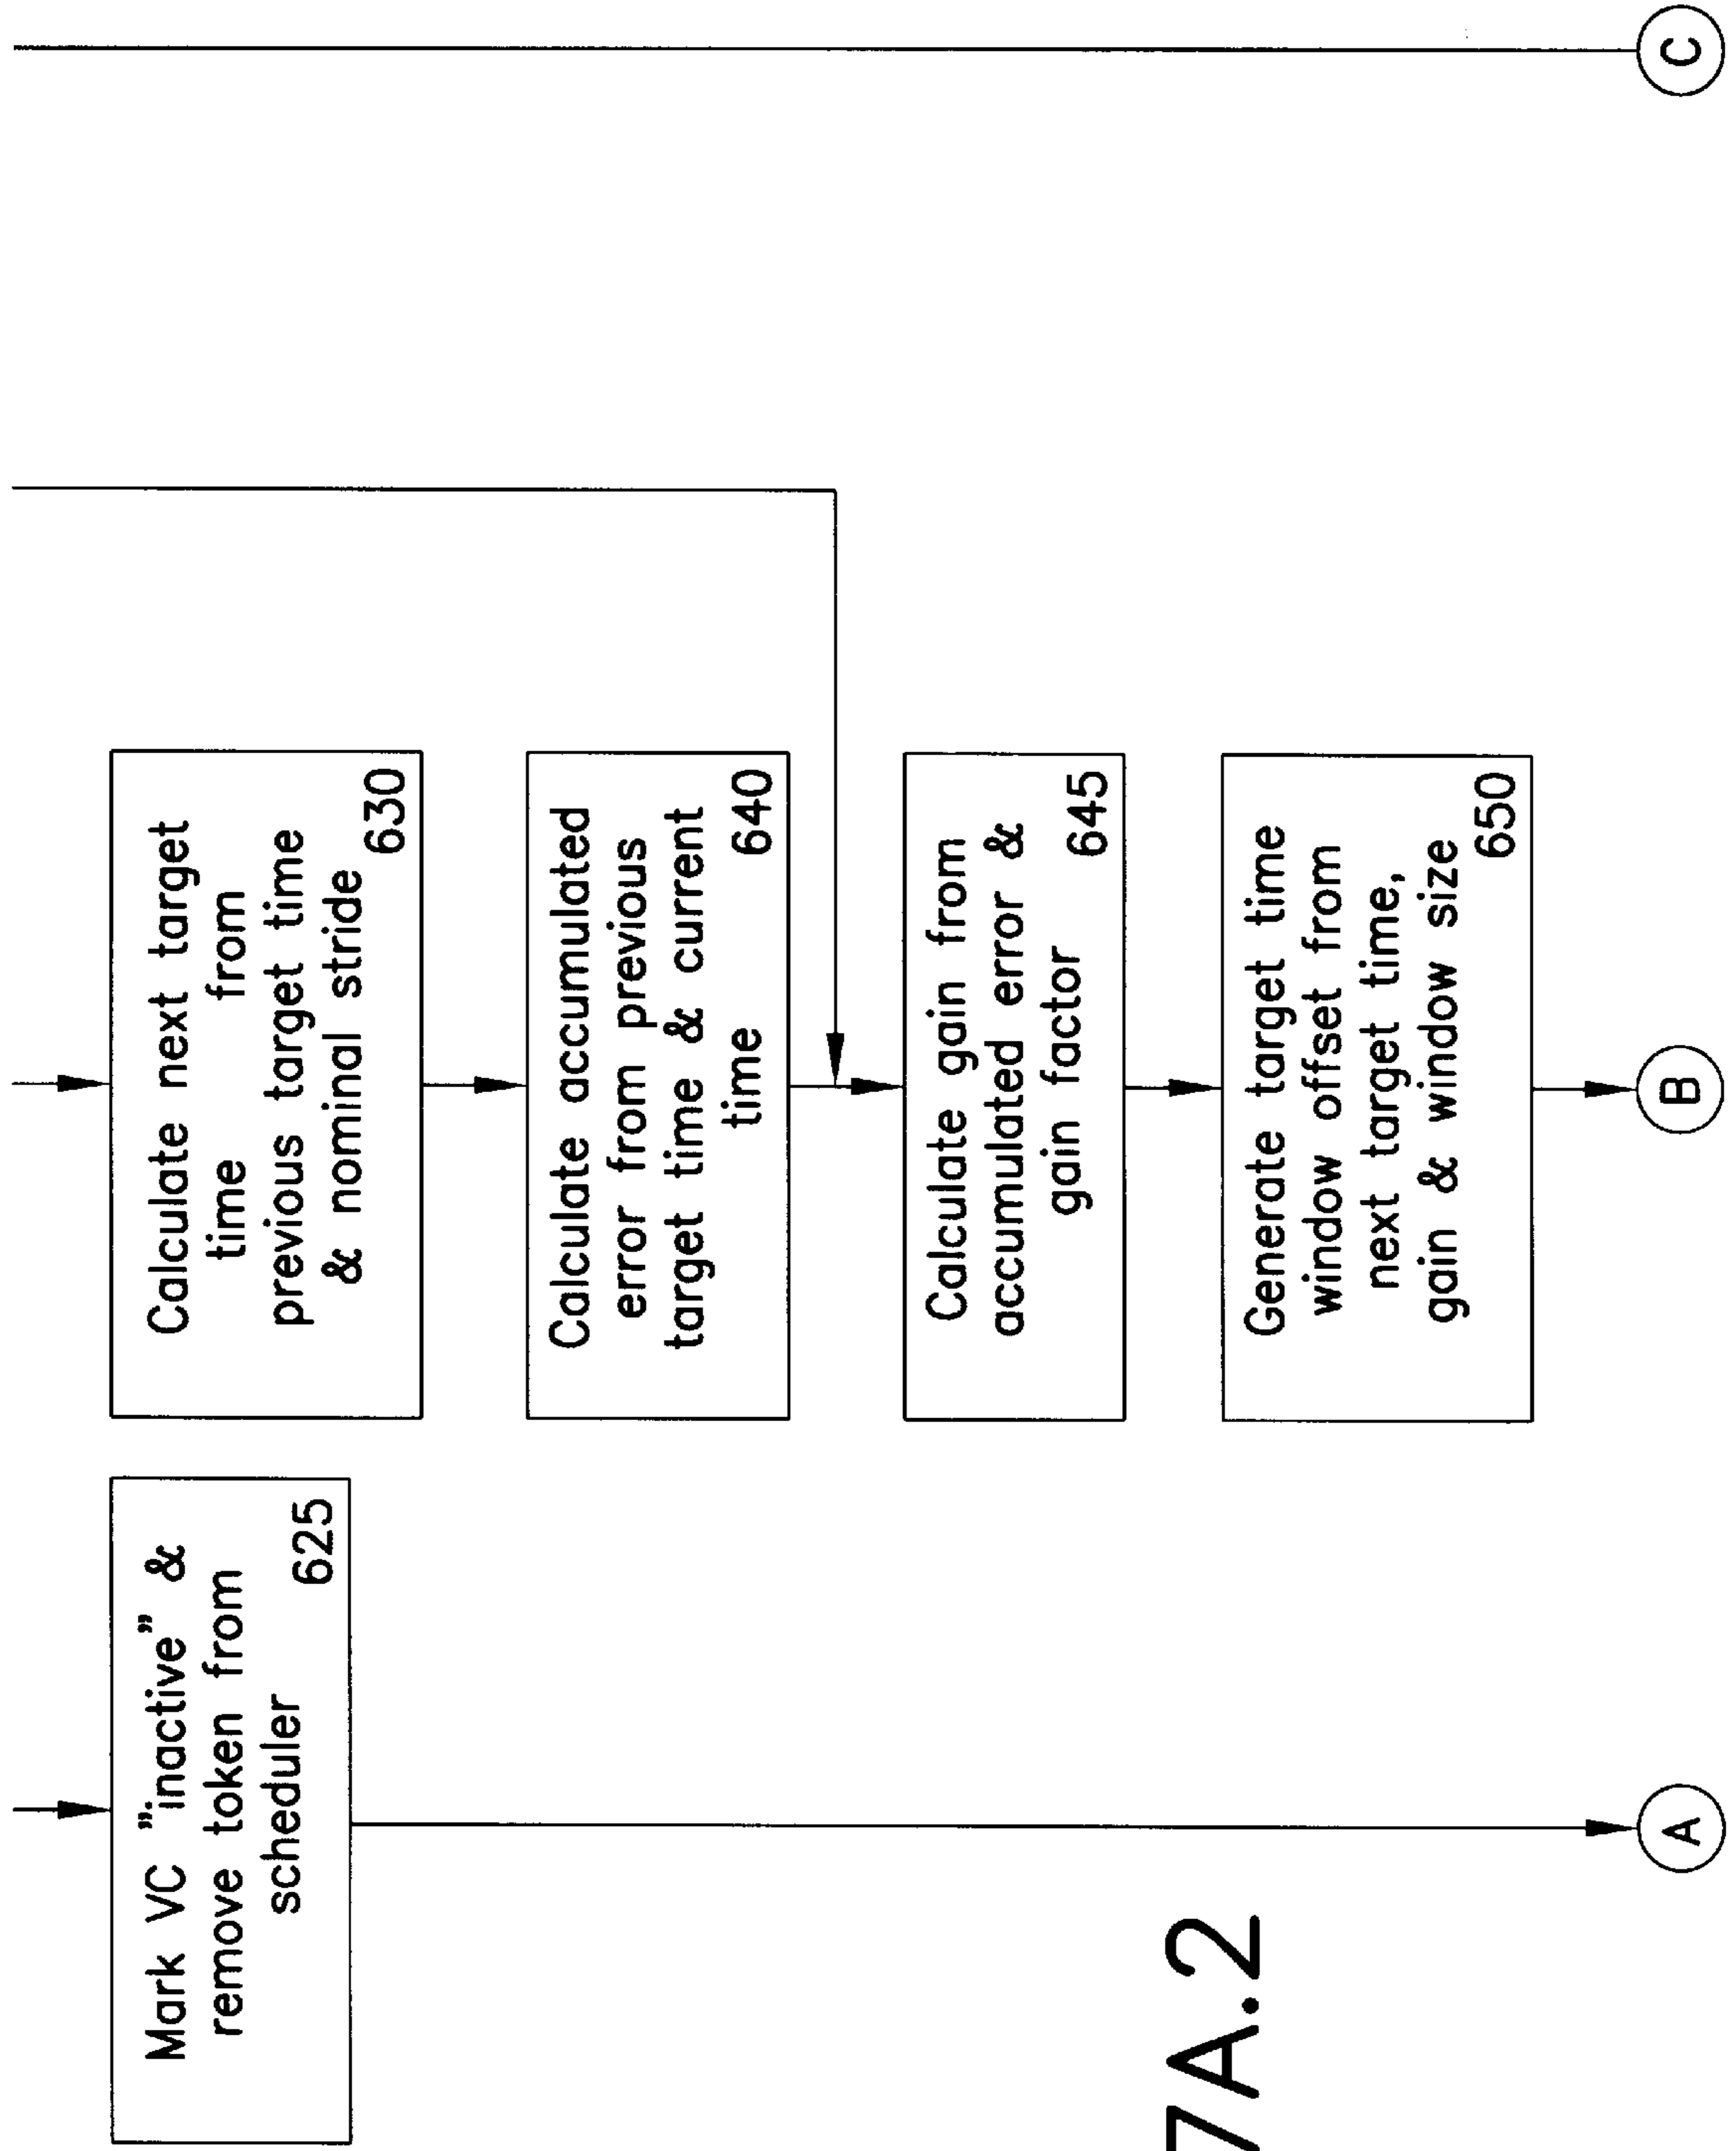 Mark VC "inactive" &
remove token from
scheduler
625
Calculate next target
time from
previous target time
& nominal stride
630
Calculate accumulated
error from previous
target time & current
time 640
Calculate gain from
accumulated error &
gain factor 645
Generate target time
window offset from
next target time,
gain & window size
650
A
B
C
7A.2